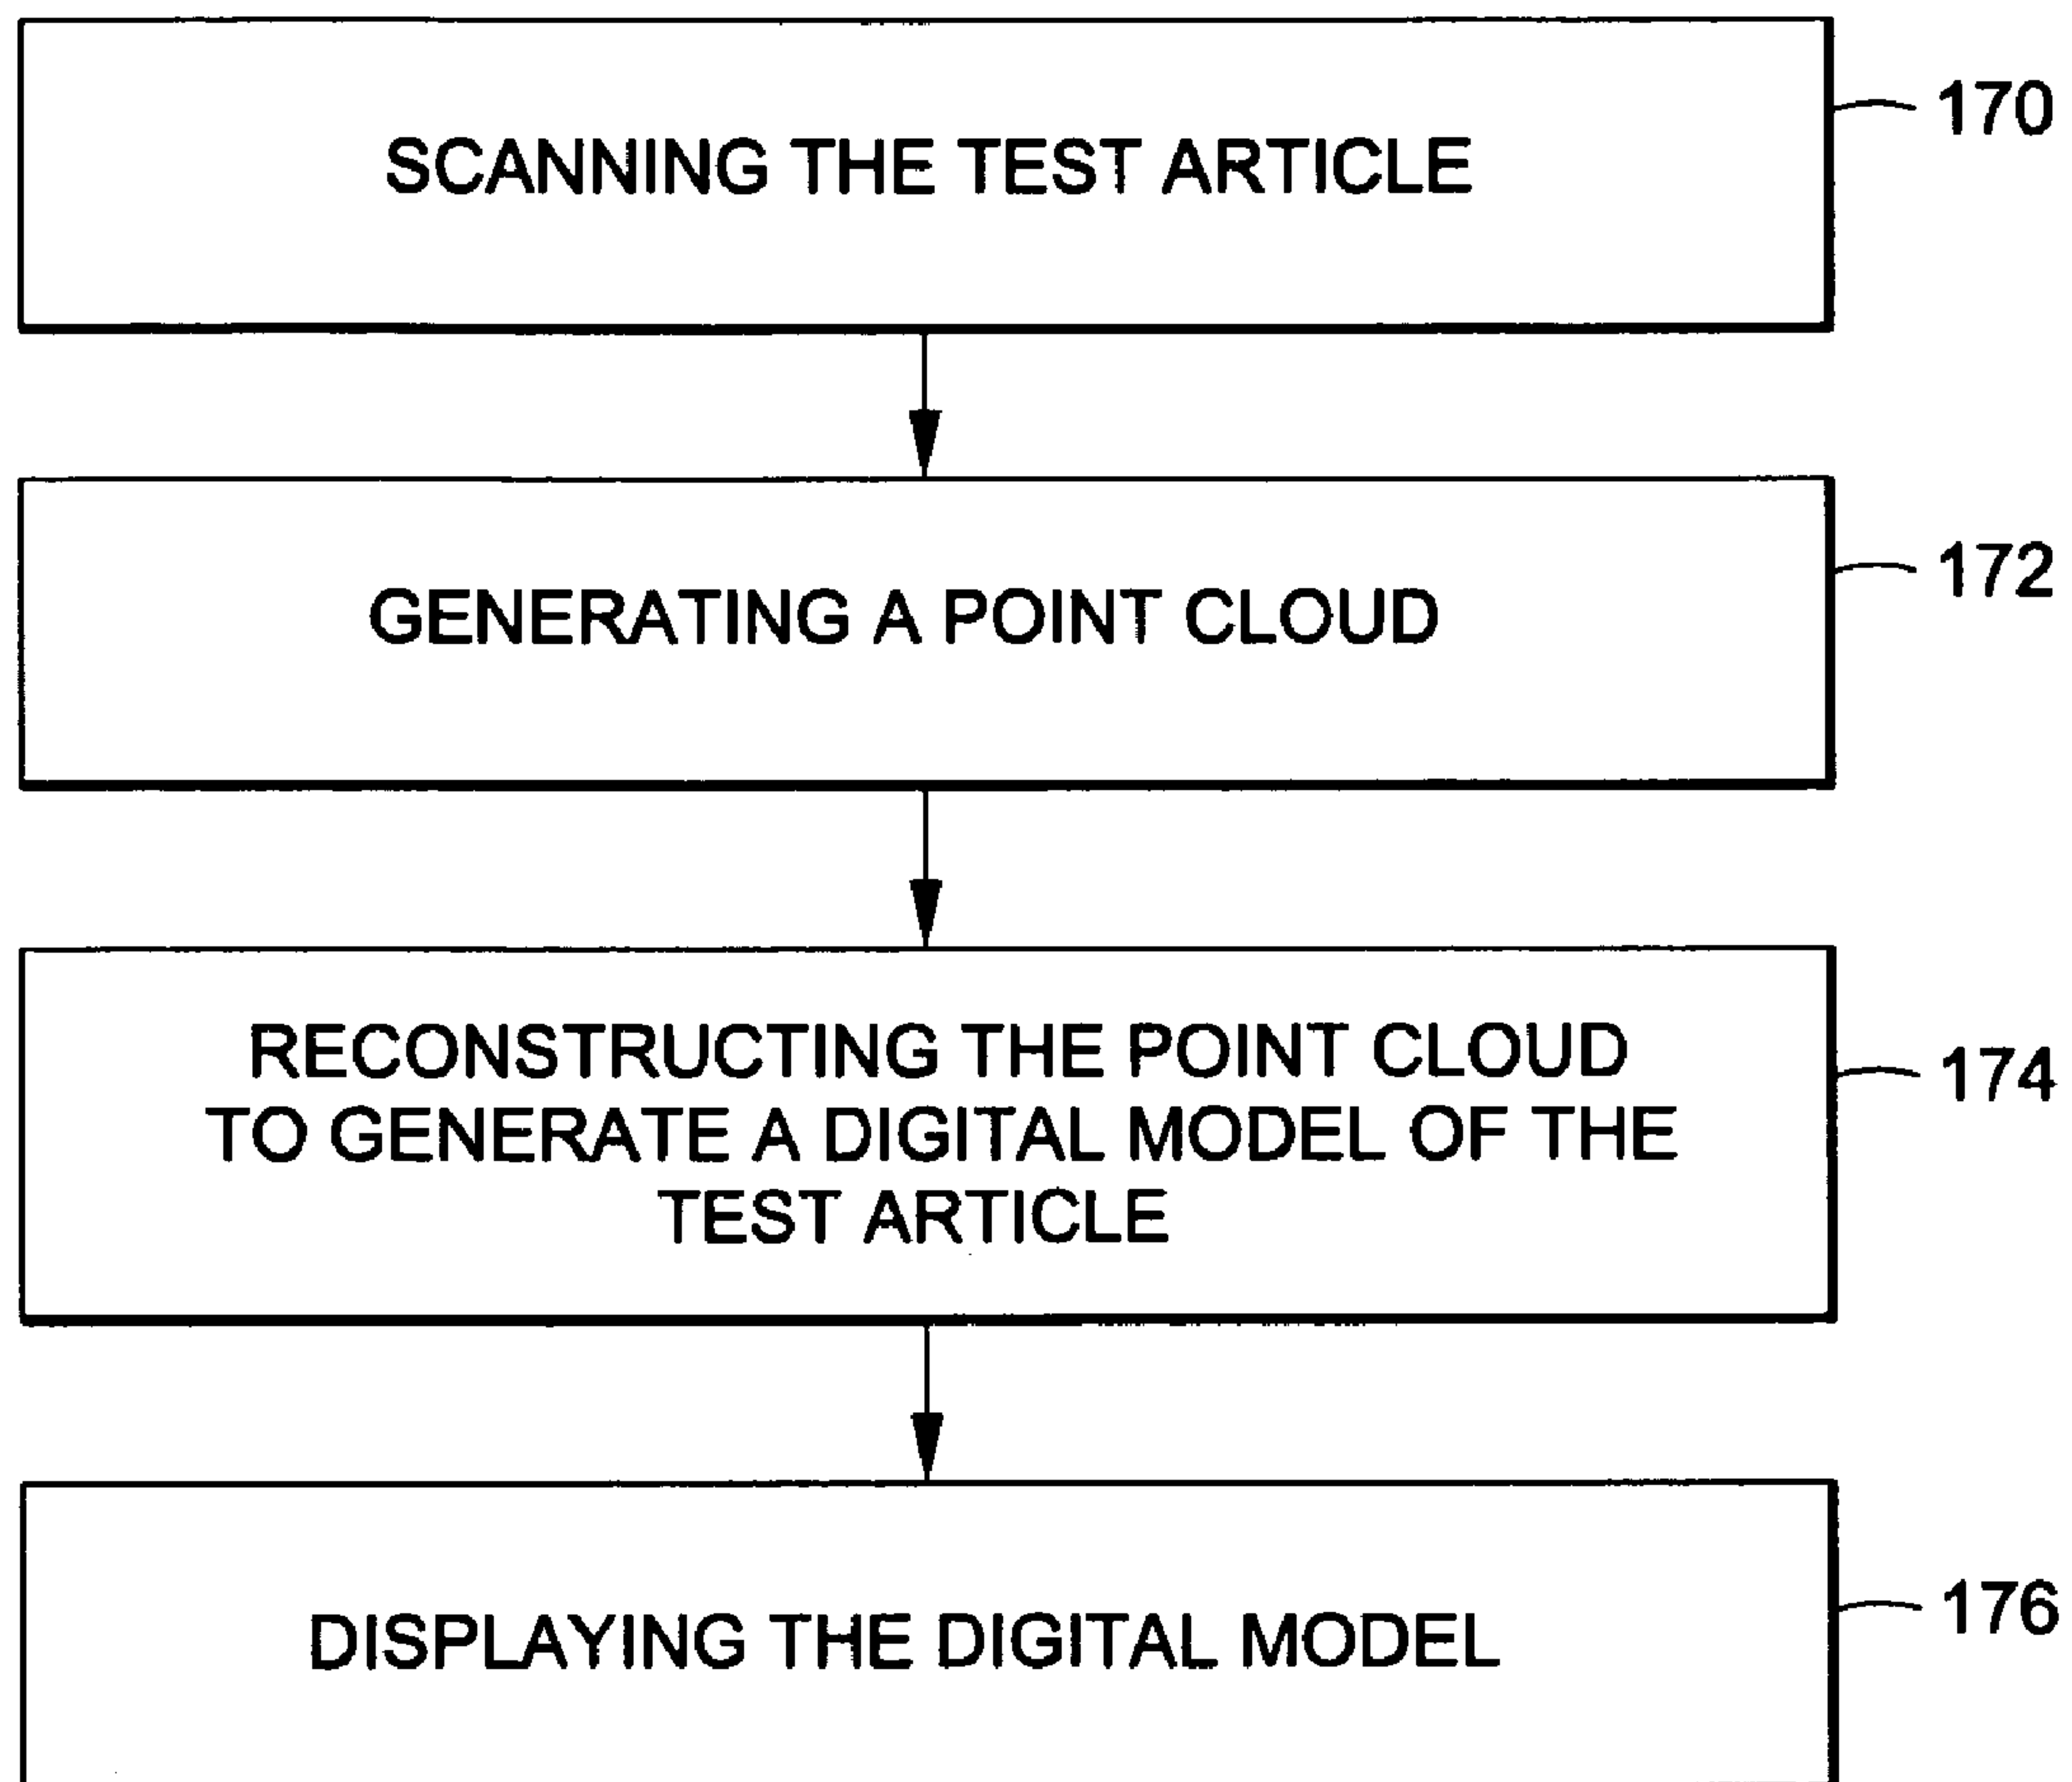 SCANNING THE TEST ARTICLE
170
GENERATING A POINT CLOUD
172
RECONSTRUCTING THE POINT CLOUD
TO GENERATE A DIGITAL MODEL OF THE
TEST ARTICLE
174
DISPLAYING THE DIGITAL MODEL
176